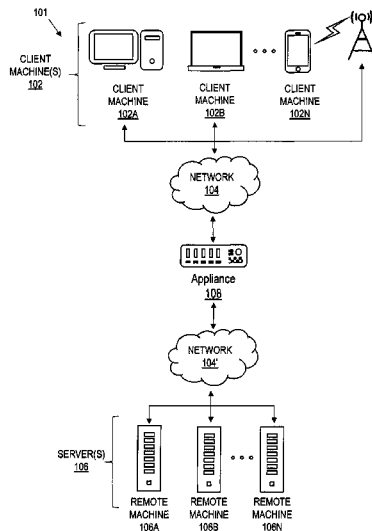 101
CLIENT
MACHINE(S)
102
CLIENT
MACHINE
102A
CLIENT
MACHINE
102B
CLIENT
MACHINE
102N
NETWORK
104
Appliance
108
NETWORK
104'
SERVER(S)
106
REMOTE
MACHINE
106A
REMOTE
MACHINE
106B
REMOTE
MACHINE
106N